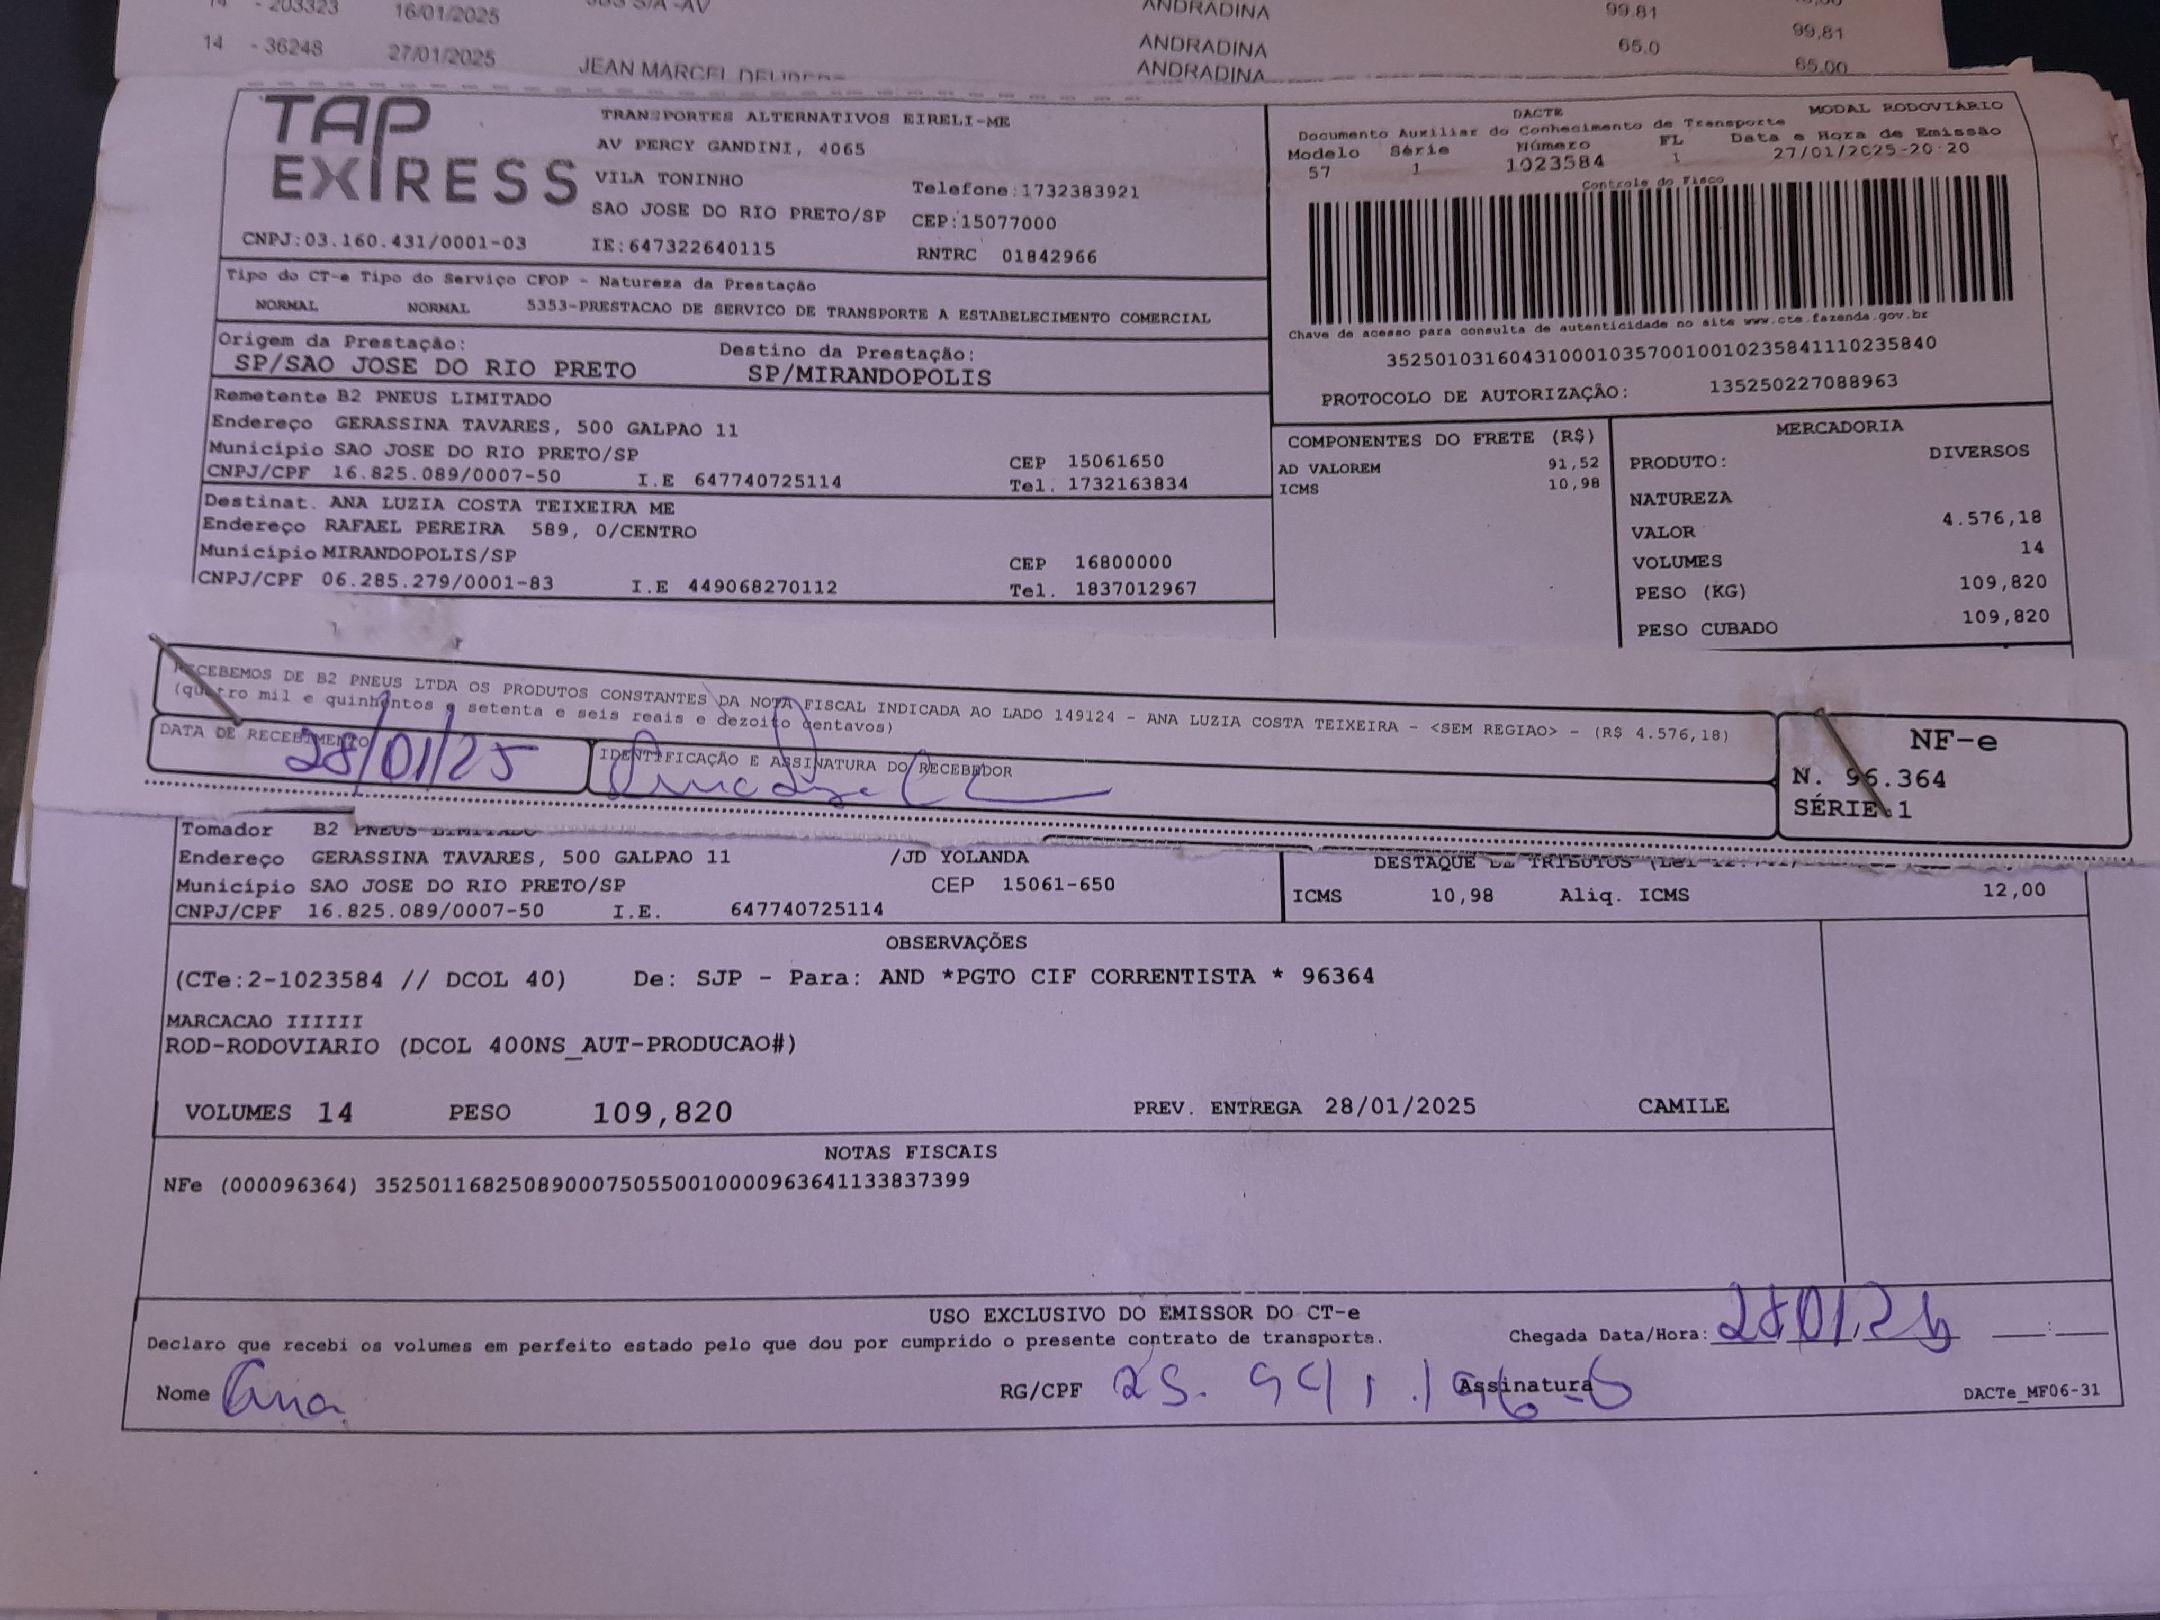 14 - 203323 16/01/2025 ANDRADINA 99.81
14 - 36248 27/01/2025 JEAN MARCEL ANDRADINA 65.0 99,81
ANDRADINA 65.00
TAP EXPRESS
TRANSPORTES ALTERNATIVOS EIRELI-ME
AV PERCY GANDINI, 4065
VILA TONINHO Telefone:1732383921
SAO JOSE DO RIO PRETO/SP CEP:15077000
CNPJ:03.160.431/0001-03 IE:647322640115 RNTRC 01842966
DACTE MODAL RODOVIÁRIO
Documento Auxiliar do Conhecimento de Transporte
Modelo Série Número FL Data e Hora de Emissão
57 1 1023584 1 27/01/2025-20:20
Controle do Fisco
Chave de acesso para consulta de autenticidade no site www.cte.fazenda.gov.br
35250103160431000103570010010235841110235840
PROTOCOLO DE AUTORIZAÇÃO: 135250227088963
Tipo do CT-e Tipo do Serviço CFOP - Natureza da Prestação
NORMAL NORMAL 5353-PRESTACAO DE SERVICO DE TRANSPORTE A ESTABELECIMENTO COMERCIAL
Origem da Prestação: Destino da Prestação:
SP/SAO JOSE DO RIO PRETO SP/MIRANDOPOLIS
Remetente B2 PNEUS LIMITADO
Endereço GERASSINA TAVARES, 500 GALPAO 11
Município SAO JOSE DO RIO PRETO/SP CEP 15061650
CNPJ/CPF 16.825.089/0007-50 I.E 647740725114 Tel. 1732163834
Destinat. ANA LUZIA COSTA TEIXEIRA ME
Endereço RAFAEL PEREIRA 589, 0/CENTRO
Município MIRANDOPOLIS/SP CEP 16800000
CNPJ/CPF 06.285.279/0001-83 I.E 449068270112 Tel. 1837012967
COMPONENTES DO FRETE (R$)
AD VALOREM 91,52
ICMS 10,98
MERCADORIA
PRODUTO: DIVERSOS
NATUREZA
VALOR 4.576,18
VOLUMES 14
PESO (KG) 109,820
PESO CUBADO 109,820
RECEBEMOS DE B2 PNEUS LTDA OS PRODUTOS CONSTANTES DA NOTA FISCAL INDICADA AO LADO 149124 - ANA LUZIA COSTA TEIXEIRA - <SEM REGIAO> - (R$ 4.576,18)
(quatro mil e quinhentos e setenta e seis reais e dezoito centavos)
DATA DE RECEBIMENTO IDENTIFICAÇÃO E ASSINATURA DO RECEBEDOR
28/01/25
NF-e
N. 96.364
SÉRIE 1
Tomador B2 PNEUS LIMITADO
Endereço GERASSINA TAVARES, 500 GALPAO 11 /JD YOLANDA
Município SAO JOSE DO RIO PRETO/SP CEP 15061-650
CNPJ/CPF 16.825.089/0007-50 I.E. 647740725114
DESTAQUE DE TRIBUTOS
ICMS 10,98 Aliq. ICMS 12,00
OBSERVAÇÕES
(CTe:2-1023584 // DCOL 40) De: SJP - Para: AND *PGTO CIF CORRENTISTA * 96364
MARCACAO IIIIII
ROD-RODOVIARIO (DCOL 400NS_AUT-PRODUCAO#)
VOLUMES 14 PESO 109,820 PREV. ENTREGA 28/01/2025 CAMILE
NOTAS FISCAIS
NFe (000096364) 35250116825089000750550010000963641133837399
USO EXCLUSIVO DO EMISSOR DO CT-e
Declaro que recebi os volumes em perfeito estado pelo que dou por cumprido o presente contrato de transporte. Chegada Data/Hora: 28/01/25
Nome Ana RG/CPF Assinatura DACTe_MF06-31